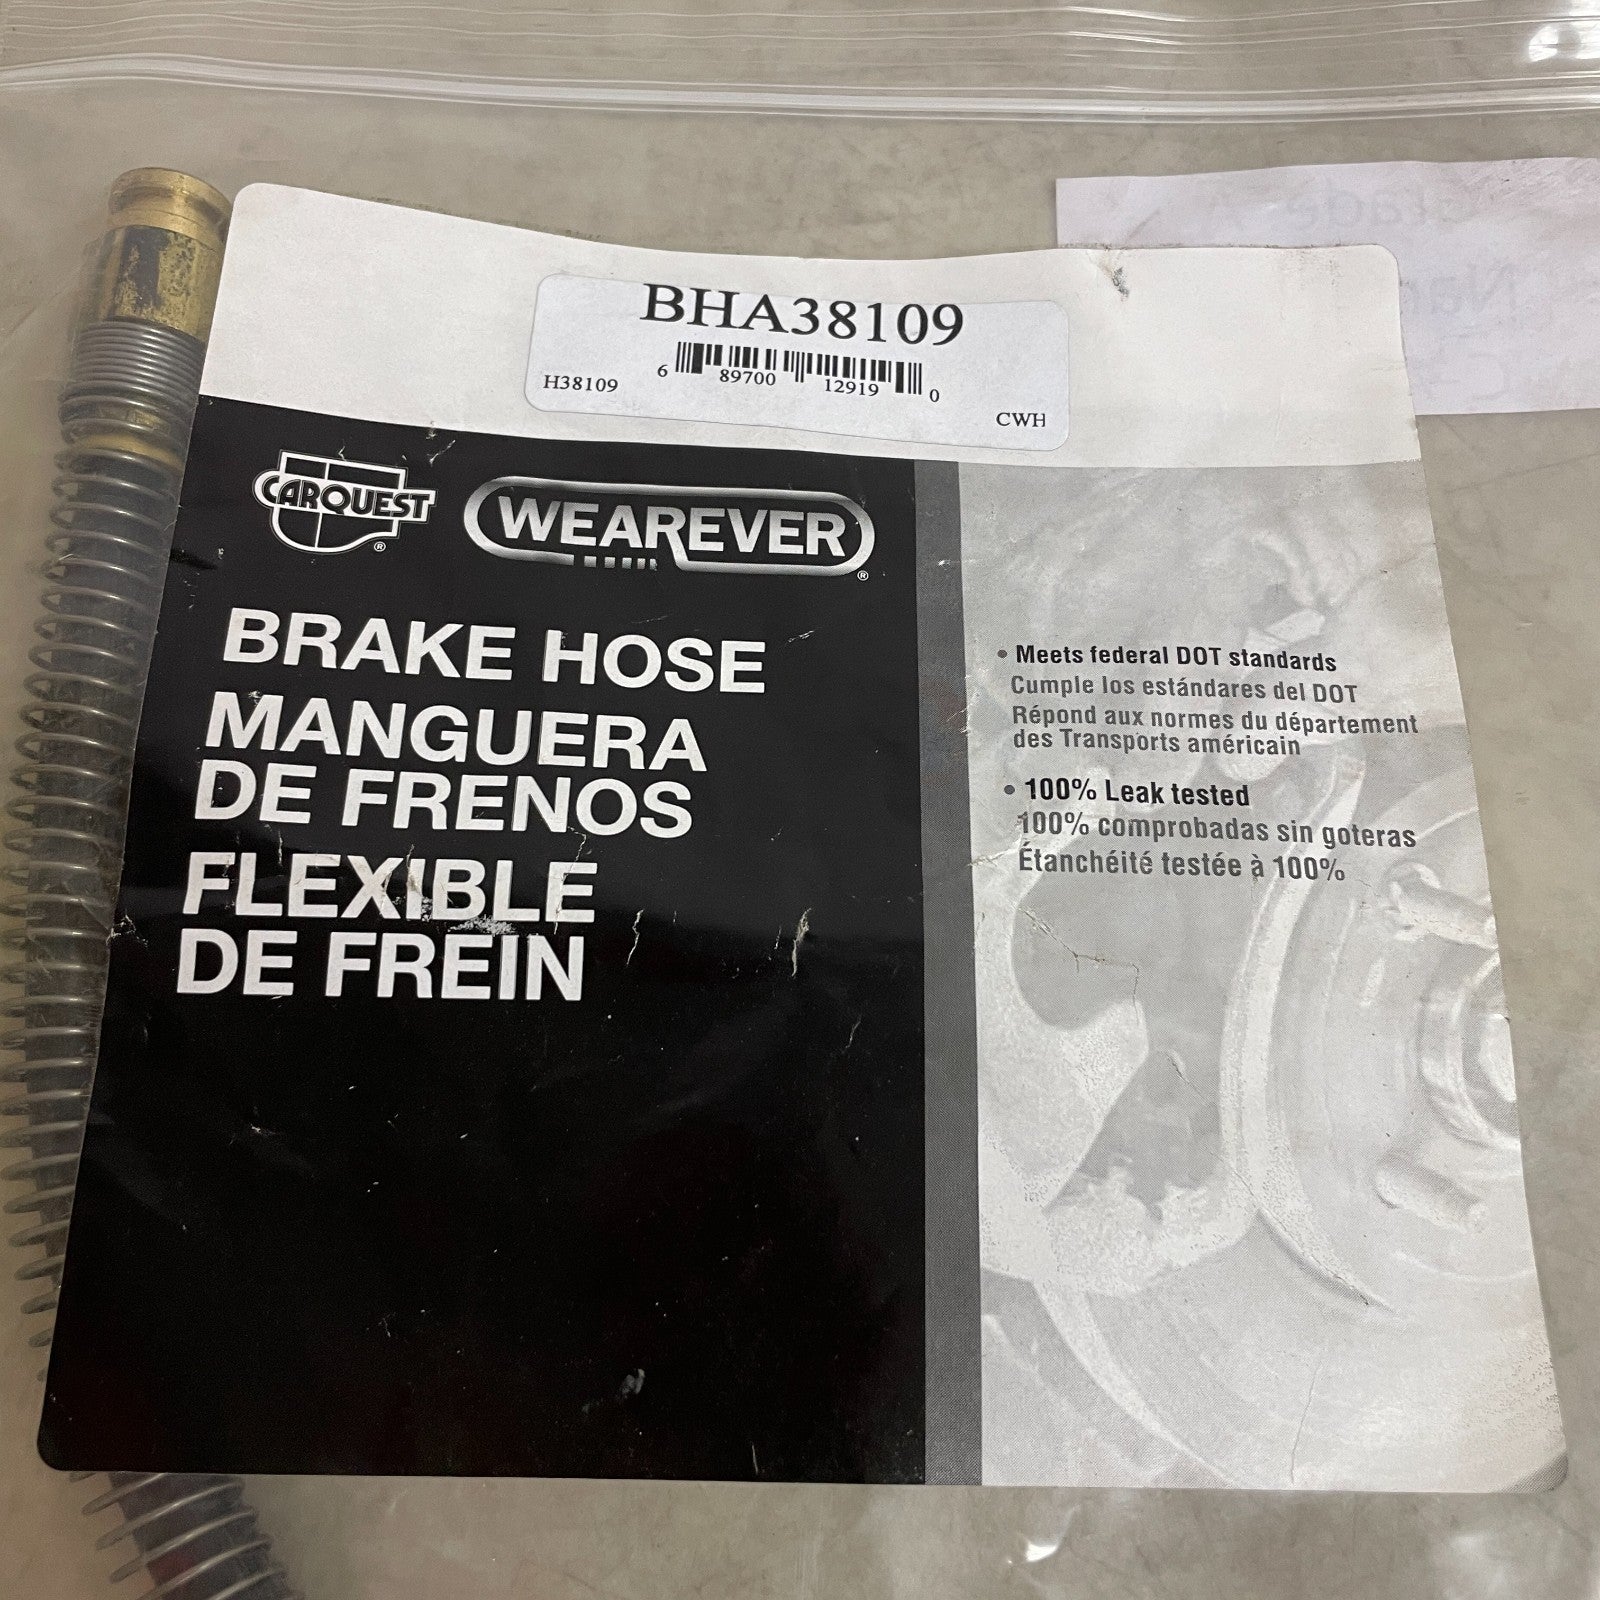 BHA38109
H38109
6 89700 12919 0
CWH
CARQUEST®
WEAREVER®
BRAKE HOSE
MANGUERA
DE FRENOS
FLEXIBLE
DE FREIN
• Meets federal DOT standards
Cumple los estándares del DOT
Répond aux normes du département
des Transports américain
• 100% Leak tested
100% comprobadas sin goteras
Étanchéité testée à 100%